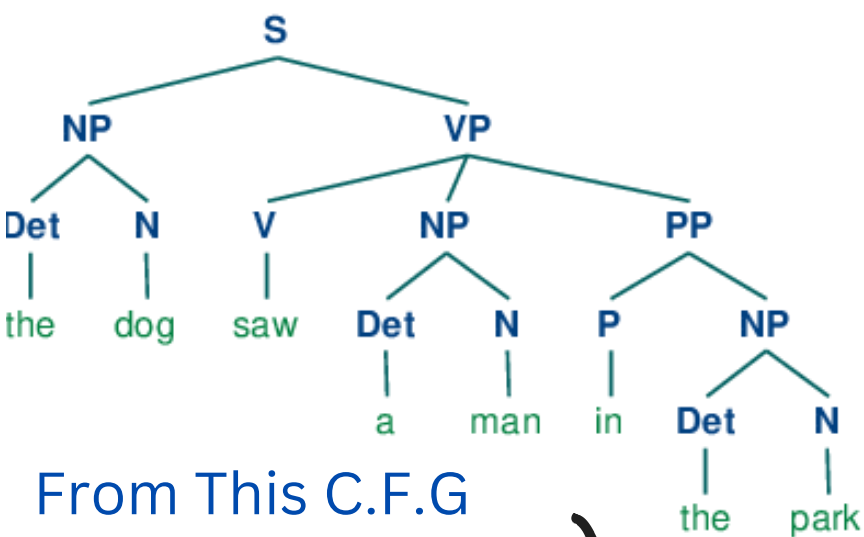 S
NP VP
Det N V NP PP
the dog saw Det N P NP
a man in Det N
From This C.F.G
the park